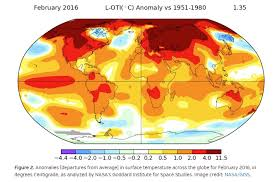 February 2016 L-OTI(°C) Anomaly vs 1951-1980 1.35
-4.4 -4.0 -2.0 -1.0 -0.5 -0.2 0.2 0.5 1.0 2.0 4.0 11.5
Figure 2. Anomalies (departures from average) in surface temperature across the globe for February 2016, in
degrees Centigrade, as analyzed by NASA's Goddard Institute for Space Studies. Image credit: NASA/GISS.